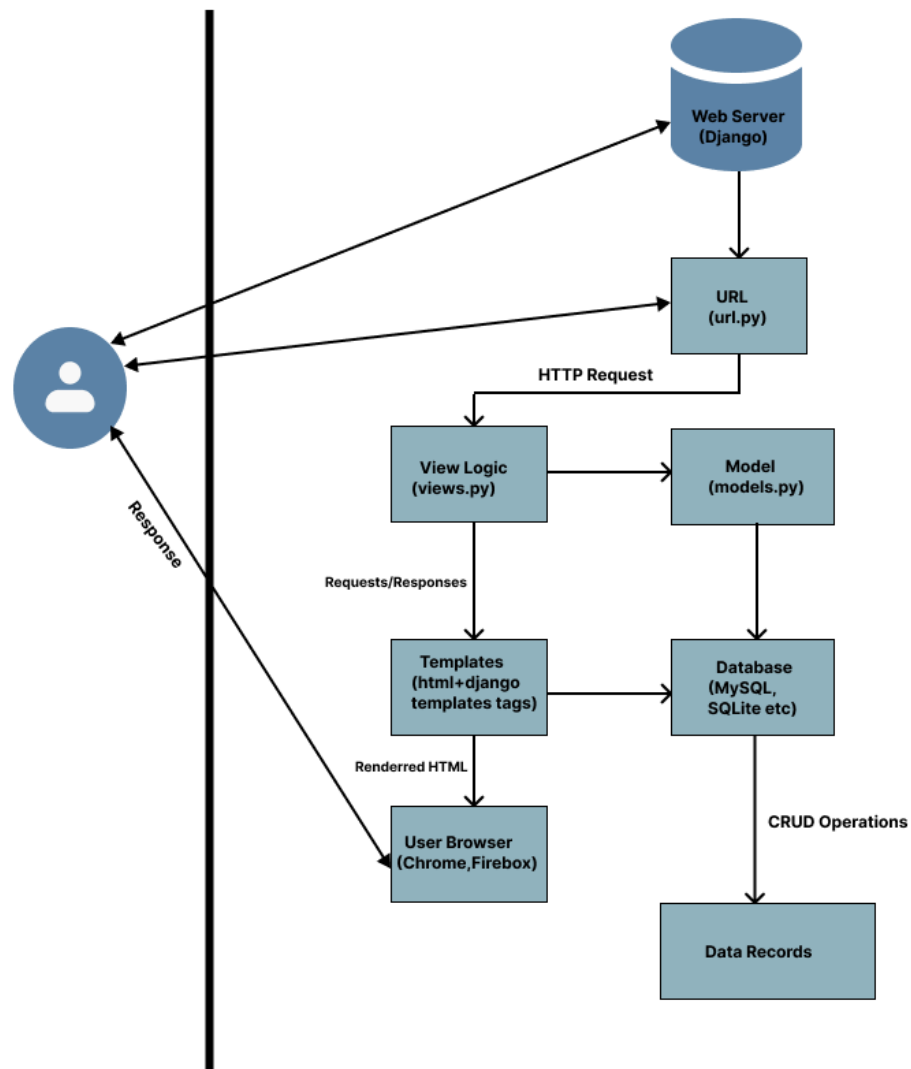 Web Server
(Django)
URL
(url.py)
HTTP Request
View Logic
(views.py)
Model
(models.py)
Response
Requests/Responses
Templates
(html+django
templates tags)
Database
(MySQL,
SQLite etc)
Renderred HTML
User Browser
(Chrome,Firebox)
CRUD Operations
Data Records